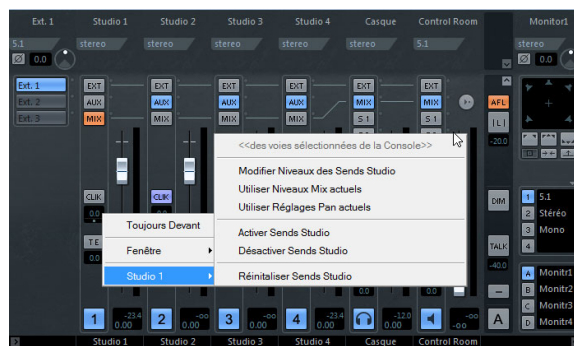 Ext. 1 Studio 1 Studio 2 Studio 3 Studio 4 Casque Control Room Monitor1
5.1 stereo stereo stereo stereo stereo 5.1 stereo
0.0 0.0
Ext. 1 EXT EXT EXT EXT EXT EXT
Ext. 2 AUX AUX AUX AUX MIX MIX AFL
Ext. 3 MIX MIX MIX MIX S 1 S 1 L
-20.0
<<des voies sélectionnées de la Console>>
Modifier Niveaux des Sends Studio
Utiliser Niveaux Mix actuels
Utiliser Réglages Pan actuels
Activer Sends Studio
Désactiver Sends Studio
Réinitaliser Sends Studio
CLIK CLIK DIM 1 5.1
0.0 2 Stéréo
Toujours Devant
3 Mono
TE TALK 4
Fenêtre
0.0 -40.0
Studio 1
A Monitr1
B Monitr2
C Monitr3
1 -23.4 0.00 2 -oo 0.00 3 -oo 0.00 4 -23.4 0.00 -12.0 0.00 -oo -oo A D Monitr4
Studio 1 Studio 2 Studio 3 Studio 4 Casque Control Room